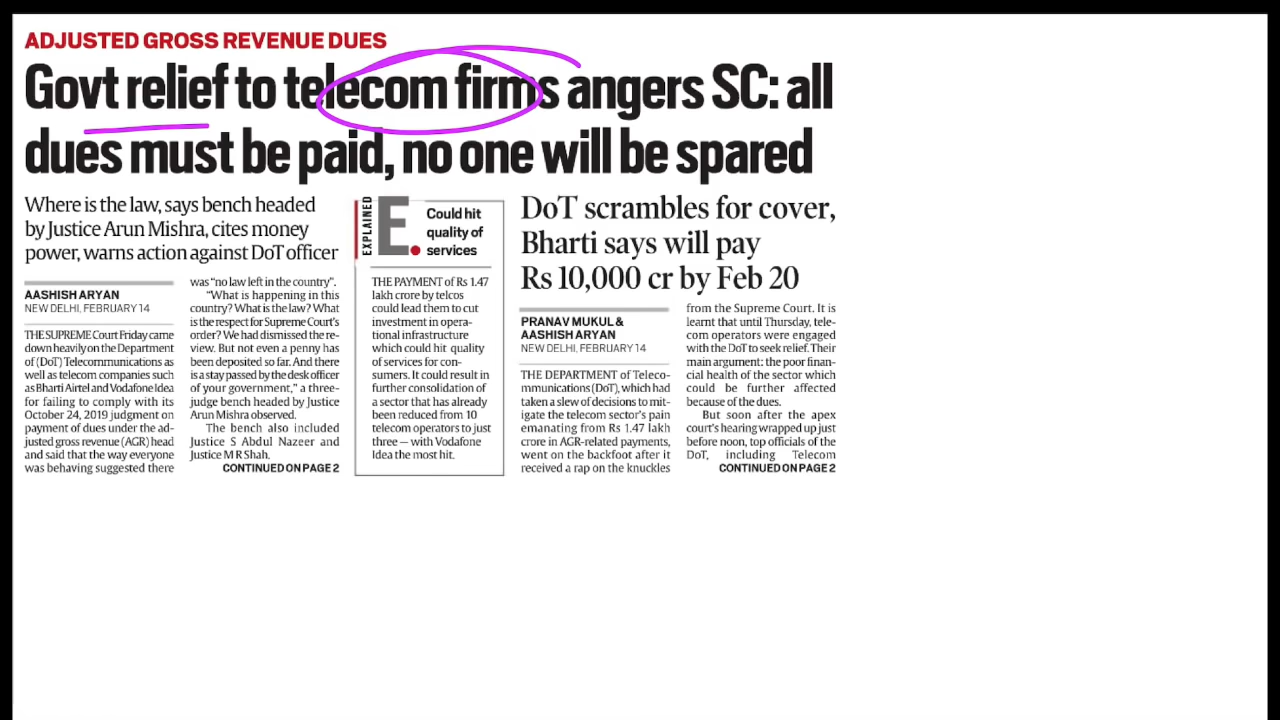 ADJUSTED GROSS REVENUE DUES
Govt relief to telecom firms angers SC: all
dues must be paid, no one will be spared
Where is the law, says bench headed
by Justice Arun Mishra, cites money
power, warns action against DoT officer
AASHISH ARYAN
NEW DELHI, FEBRUARY 14
THE SUPREME Court Friday came
down heavily on the Department
of (DoT) Telecommunications as
well as telecom companies such
as Bharti Airtel and Vodafone Idea
for failing to comply with its
October 24, 2019 judgment on
payment of dues under the ad-
justed gross revenue (AGR) head
and said that the way everyone
was behaving suggested there
was “no law left in the country”.
“What is happening in this
country? What is the law? What
is the respect for Supreme Court’s
order? We had dismissed the re-
view. But not even a penny has
been deposited so far. And there
is a stay passed by the desk officer
of your government,” a three-
judge bench headed by Justice
Arun Mishra observed.
The bench also included
Justice S Abdul Nazeer and
Justice M R Shah.
CONTINUED ON PAGE 2
EXPLAINED
E.
Could hit
quality of
services
THE PAYMENT of Rs 1.47
lakh crore by telcos
could lead them to cut
investment in opera-
tional infrastructure
which could hit quality
of services for con-
sumers. It could result in
further consolidation of
a sector that has already
been reduced from 10
telecom operators to just
three — with Vodafone
Idea the most hit.
DoT scrambles for cover,
Bharti says will pay
Rs 10,000 cr by Feb 20
PRANAV MUKUL &
AASHISH ARYAN
NEW DELHI, FEBRUARY 14
THE DEPARTMENT of Teleco-
mmunications (DoT), which had
taken a slew of decisions to mit-
igate the telecom sector’s pain
emanating from Rs 1.47 lakh
crore in AGR-related payments,
went on the backfoot after it
received a rap on the knuckles
from the Supreme Court. It is
learnt that until Thursday, tele-
com operators were engaged
with the DoT to seek relief. Their
main argument: the poor finan-
cial health of the sector which
could be further affected
because of the dues.
But soon after the apex
court’s hearing wrapped up just
before noon, top officials of the
DoT, including Telecom
CONTINUED ON PAGE 2